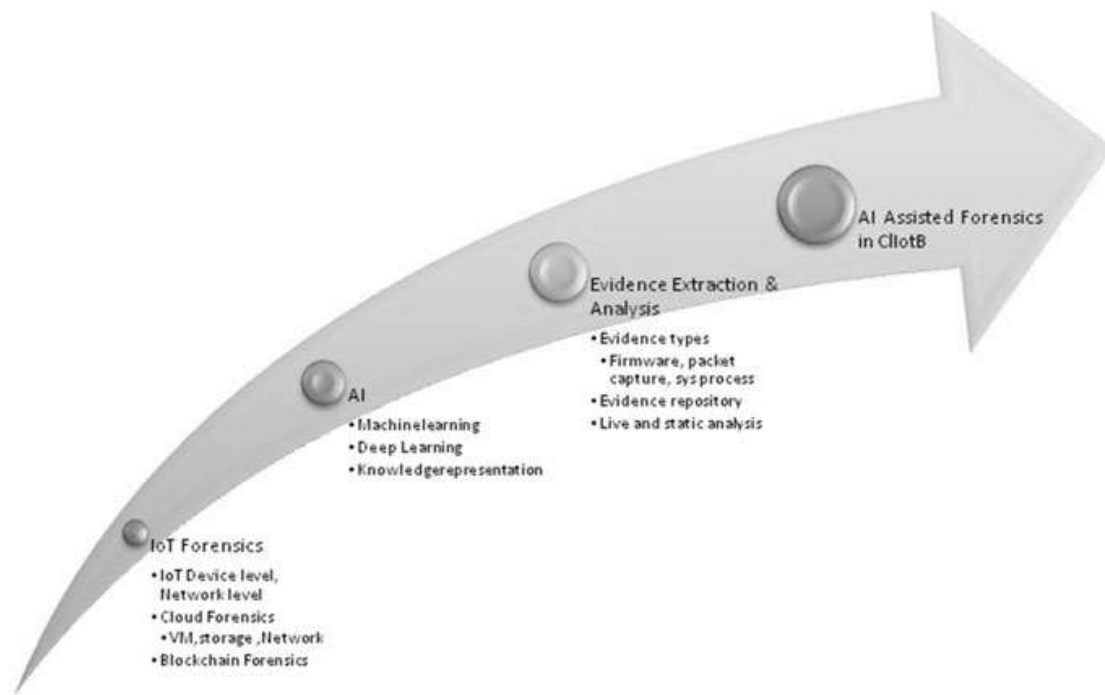 AI Assisted Forensics
in CIIotB
Evidence Extraction &
Analysis
•Evidence types
•Firmware, packet
capture, sys process
•Evidence repository
•Live and static analysis
AI
•Machinelearning
•Deep Learning
•Knowledgerepresentation
IoT Forensics
•IoT Device level,
Network level
•Cloud Forensics
•VM,storage ,Network
•Blockchain Forensics